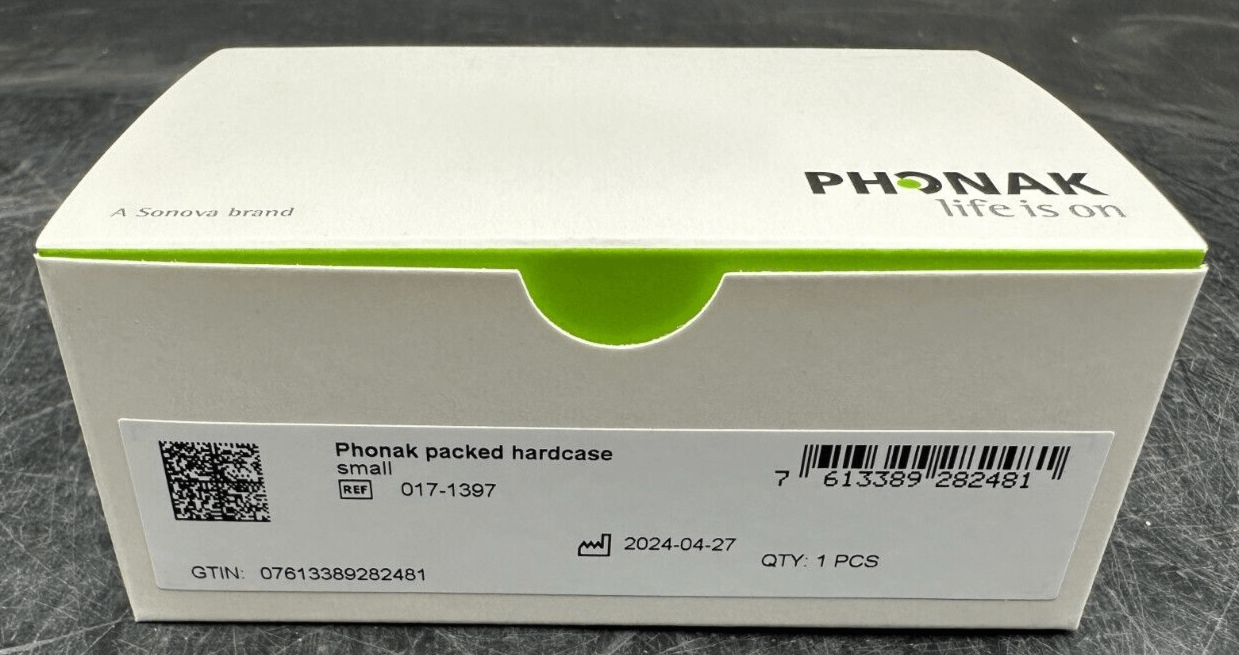 PHONAK
life is on
A Sonova brand
Phonak packed hardcase
small
REF 017-1397
7 613389 282481
2024-04-27
QTY: 1 PCS
GTIN: 07613389282481